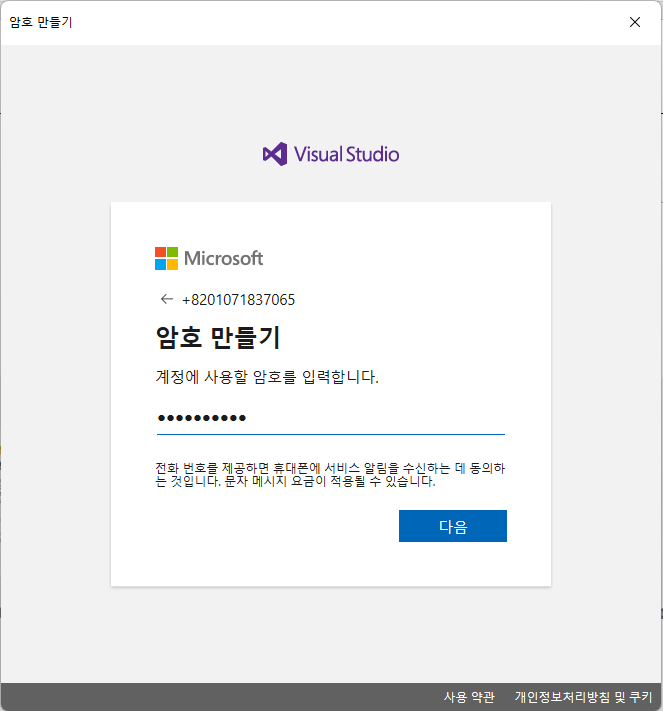 암호 만들기
Visual Studio
Microsoft
← +8201071837065
암호 만들기
계정에 사용할 암호를 입력합니다.
••••••••••
전화 번호를 제공하면 휴대폰에 서비스 알림을 수신하는 데 동의하
는 것입니다. 문자 메시지 요금이 적용될 수 있습니다.
다음
사용 약관 개인정보처리방침 및 쿠키